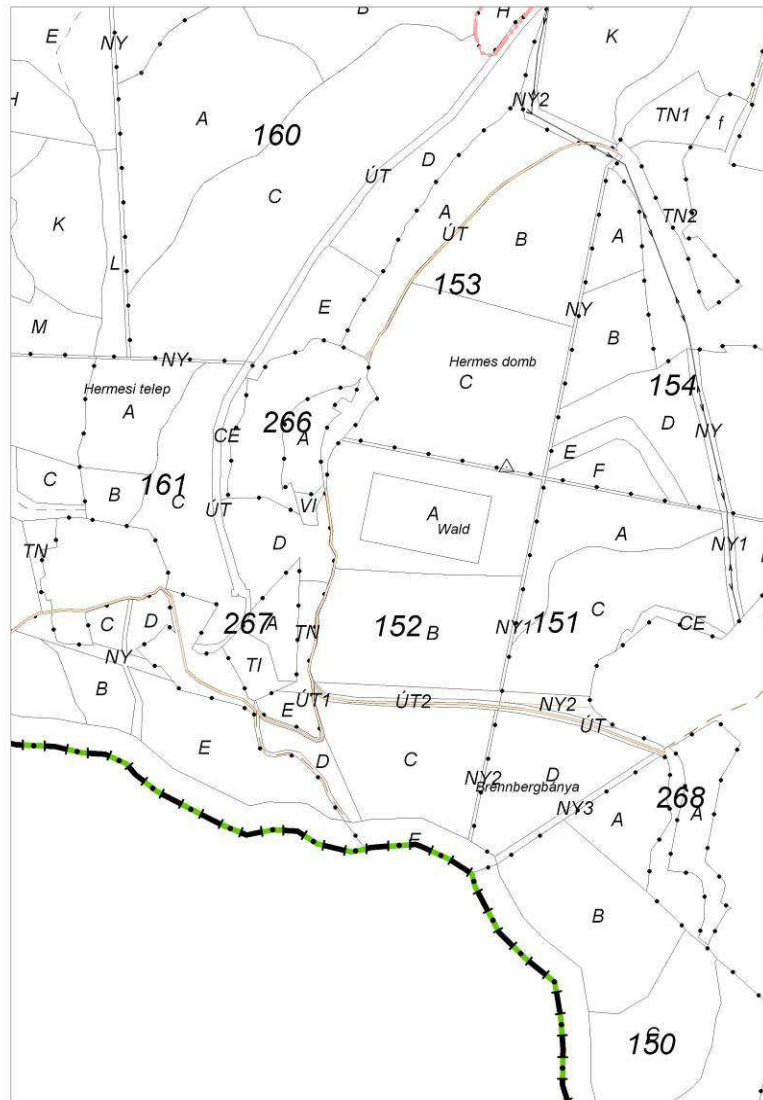 B
H
E
NY
K
H
NY2
A
160
TN1
f
D
ÚT
C
A
TN2
K
ÚT
B
A
L
153
E
NY
M
B
NY
Hermes domb
Hermesi telep
C
154
A
266
D
CE
A
NY
E
C
161
F
B
C
VI
ÚT
A
Wald
A
TN
D
NY1
C
C
D
267
A
TN
152
B
NY1
151
CE
NY
TI
B
E
ÚT1
ÚT2
NY2
ÚT
E
D
C
NY2
D
Brennbergbánya
268
NY3
A
A
E
B
150